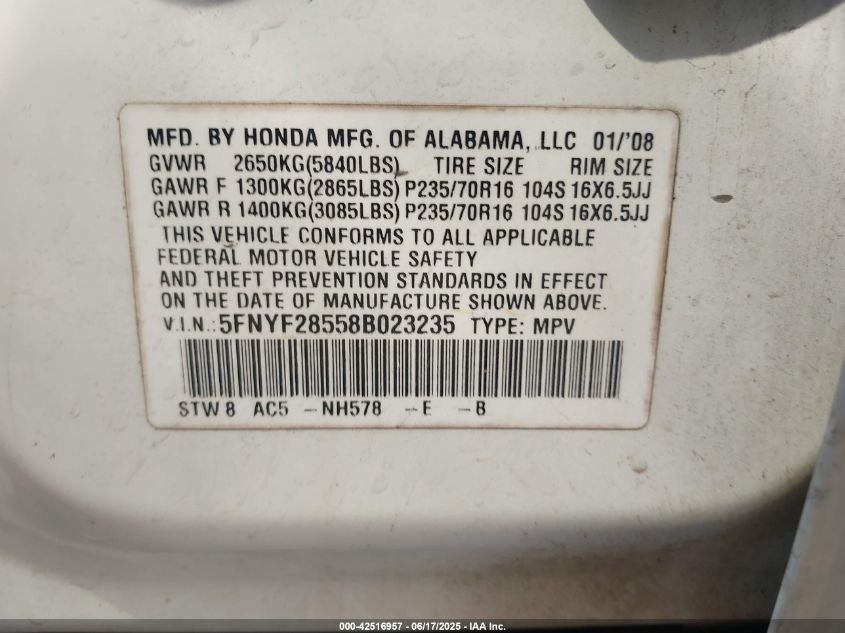 MFD. BY HONDA MFG. OF ALABAMA, LLC 01/'08
GVWR 2650KG(5840LBS) TIRE SIZE RIM SIZE
GAWR F 1300KG(2865LBS) P235/70R16 104S 16X6.5JJ
GAWR R 1400KG(3085LBS) P235/70R16 104S 16X6.5JJ
THIS VEHICLE CONFORMS TO ALL APPLICABLE
FEDERAL MOTOR VEHICLE SAFETY
AND THEFT PREVENTION STANDARDS IN EFFECT
ON THE DATE OF MANUFACTURE SHOWN ABOVE.
V.I.N.: 5FNYF28558B023235 TYPE: MPV
STW8 AC5 -NH578 -E -B
000-42516957 - 06/17/2025 - IAA Inc.